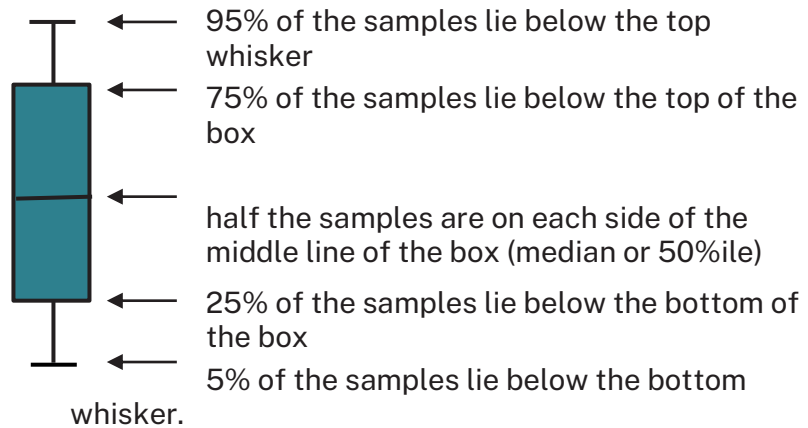 95% of the samples lie below the top
whisker
75% of the samples lie below the top of the
box
half the samples are on each side of the
middle line of the box (median or 50%ile)
25% of the samples lie below the bottom of
the box
5% of the samples lie below the bottom
whisker.